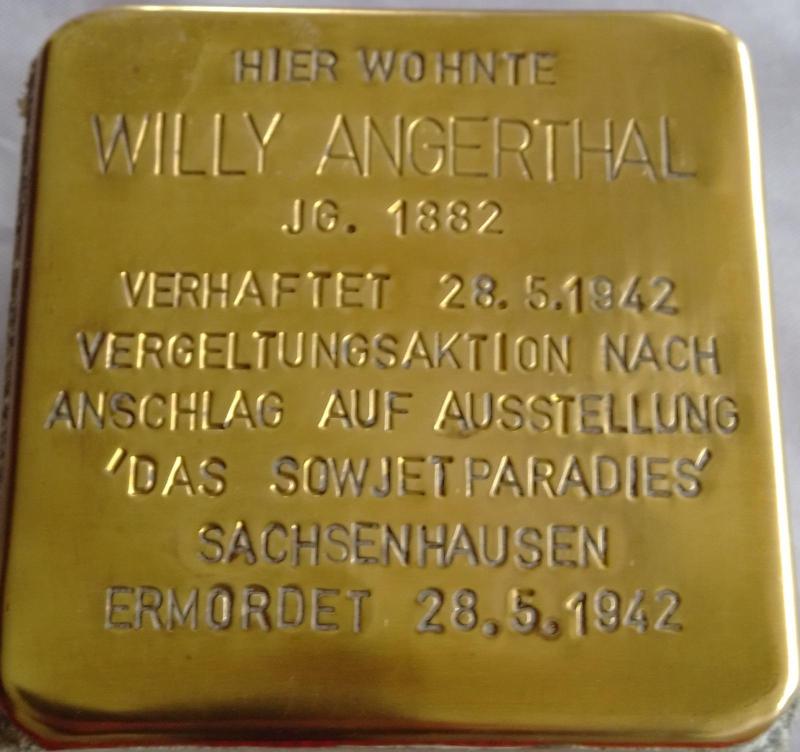 HIER WOHNTE
WILLY ANGERTHAL
JG. 1882
VERHAFTET 28.5.1942
VERGELTUNGSAKTION NACH
ANSCHLAG AUF AUSSTELLUNG
'DAS SOWJETPARADIES'
SACHSENHAUSEN
ERMORDET 28.5.1942